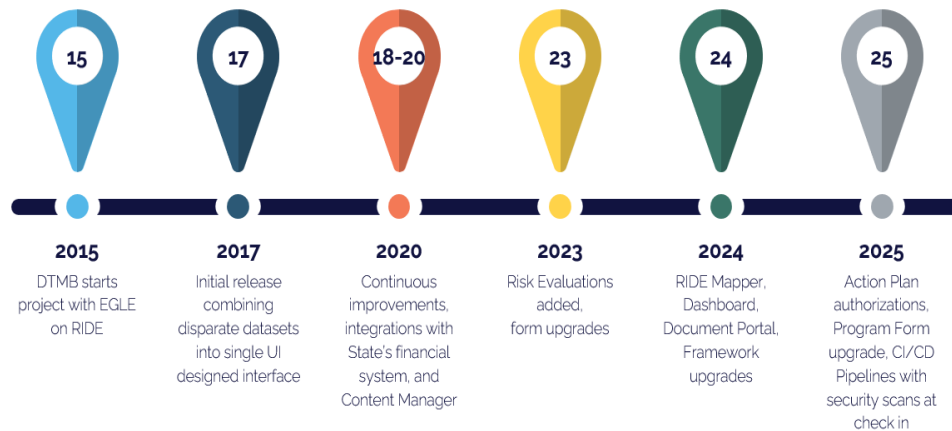 15
17
18-20
23
24
25
2015
DTMB starts
project with EGLE
on RIDE
2017
Initial release
combining
disparate datasets
into single UI
designed interface
2020
Continuous
improvements,
integrations with
State's financial
system, and
Content Manager
2023
Risk Evaluations
added,
form upgrades
2024
RIDE Mapper,
Dashboard,
Document Portal,
Framework
upgrades
2025
Action Plan
authorizations,
Program Form
upgrade, CI/CD
Pipelines with
security scans at
check in